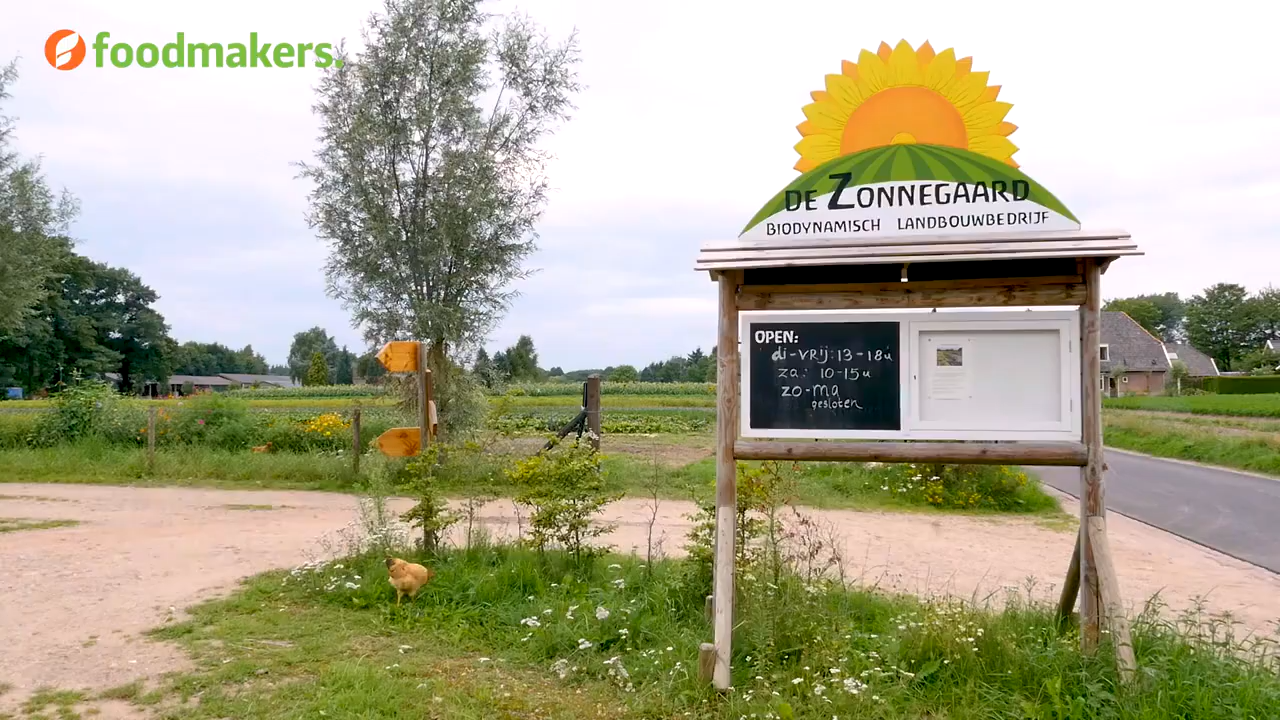 foodmakers.
DE ZONNEGAARD
BIODYNAMISCH LANDBOUWBEDRIJF
OPEN:
di-VRIJ: 13-18u
za: 10-15u
zo-ma
gesloten